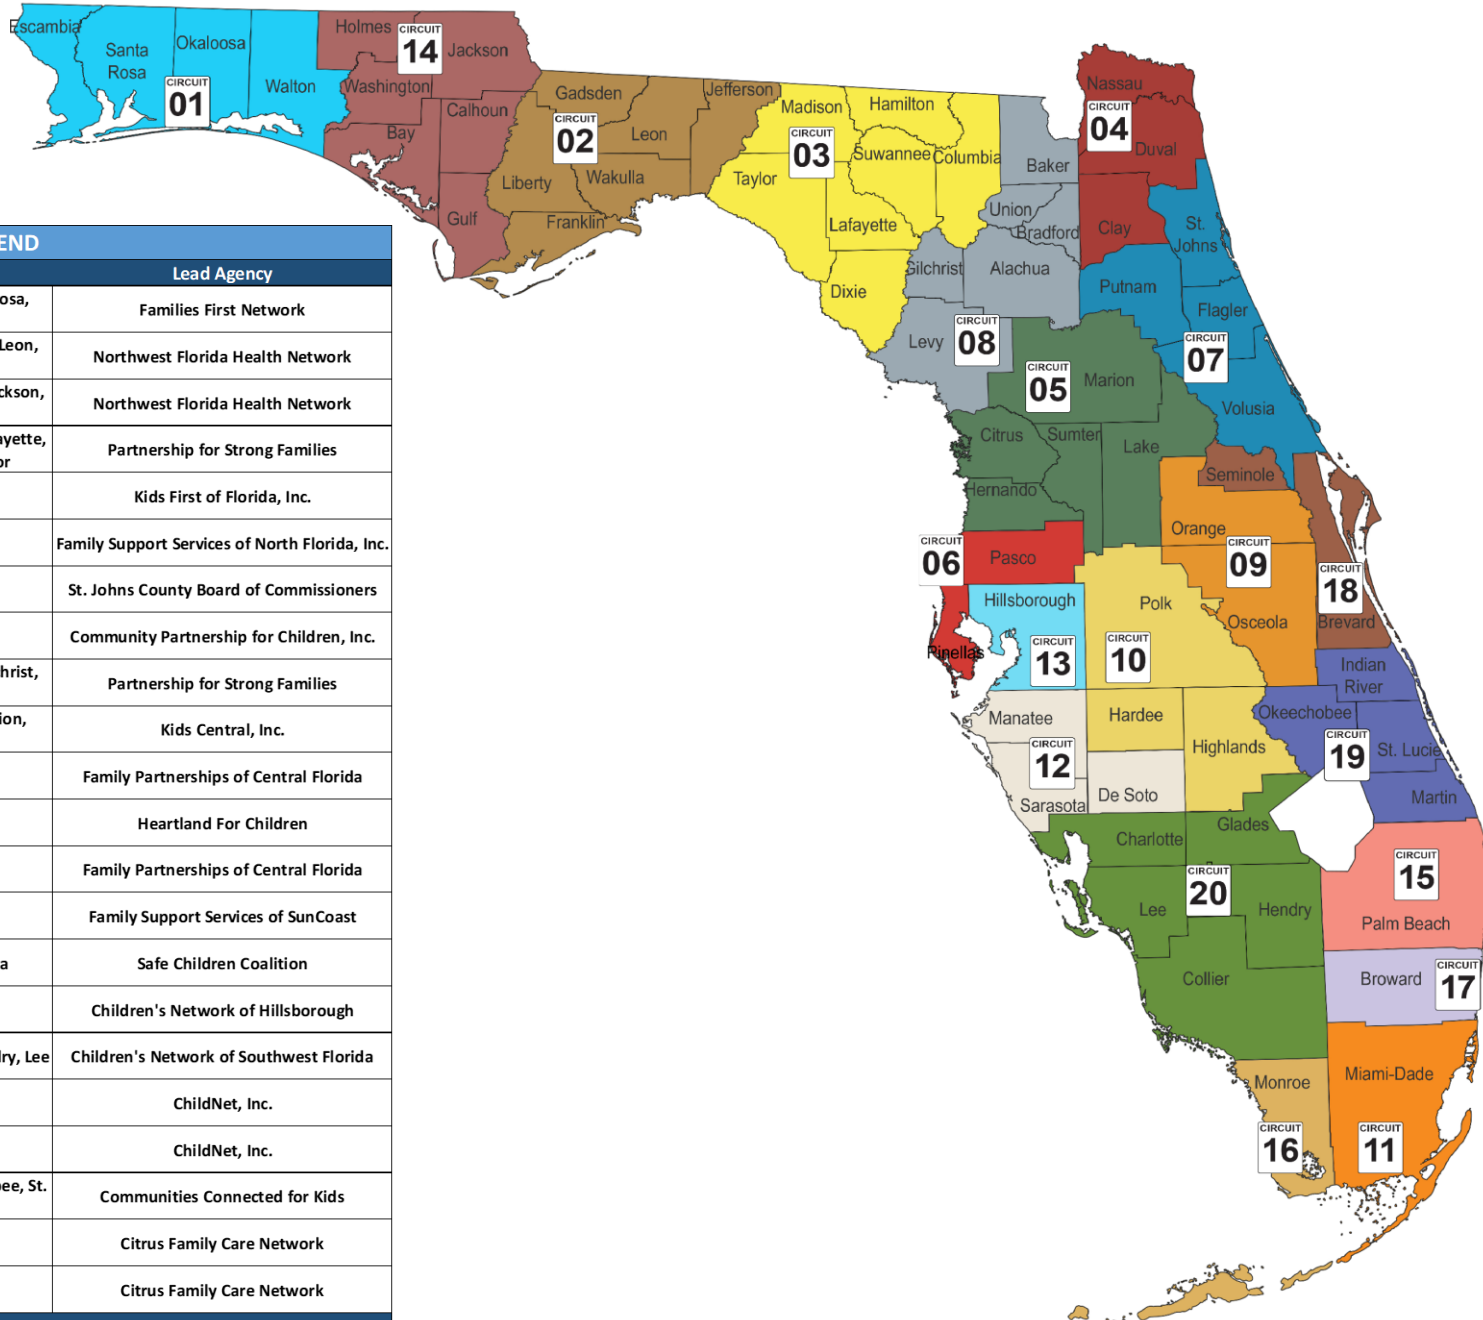 END
Lead Agency
osa,
Families First Network
Leon,
Northwest Florida Health Network
ckson,
Northwest Florida Health Network
ayette,
or
Partnership for Strong Families
Kids First of Florida, Inc.
Family Support Services of North Florida, Inc.
St. Johns County Board of Commissioners
Community Partnership for Children, Inc.
hrist,
Partnership for Strong Families
ion,
Kids Central, Inc.
Family Partnerships of Central Florida
Heartland For Children
Family Partnerships of Central Florida
Family Support Services of SunCoast
a
Safe Children Coalition
Children's Network of Hillsborough
dry, Lee
Children's Network of Southwest Florida
ChildNet, Inc.
ChildNet, Inc.
bee, St.
Communities Connected for Kids
Citrus Family Care Network
Citrus Family Care Network
Escambia
Santa
Rosa
Okaloosa
Walton
CIRCUIT
01
Holmes
CIRCUIT
14
Jackson
Washington
Calhoun
Bay
Gulf
Gadsden
CIRCUIT
02
Leon
Jefferson
Liberty
Wakulla
Franklin
Madison
Hamilton
CIRCUIT
03
Suwannee
Columbia
Taylor
Lafayette
Dixie
Nassau
CIRCUIT
04
Duval
Clay
Baker
Union
Bradford
Gilchrist
Alachua
Levy
CIRCUIT
08
St.
Johns
Putnam
Flagler
CIRCUIT
07
Volusia
CIRCUIT
05
Marion
Citrus
Sumter
Lake
Hernando
Seminole
Orange
CIRCUIT
09
Osceola
CIRCUIT
18
Brevard
CIRCUIT
06
Pasco
Pinellas
Hillsborough
CIRCUIT
13
Polk
CIRCUIT
10
Hardee
Highlands
Manatee
CIRCUIT
12
Sarasota
De Soto
Indian
River
Okeechobee
CIRCUIT
19
St. Lucie
Martin
Charlotte
Glades
CIRCUIT
20
Lee
Hendry
Collier
CIRCUIT
15
Palm Beach
Broward
CIRCUIT
17
Monroe
CIRCUIT
16
Miami-Dade
CIRCUIT
11